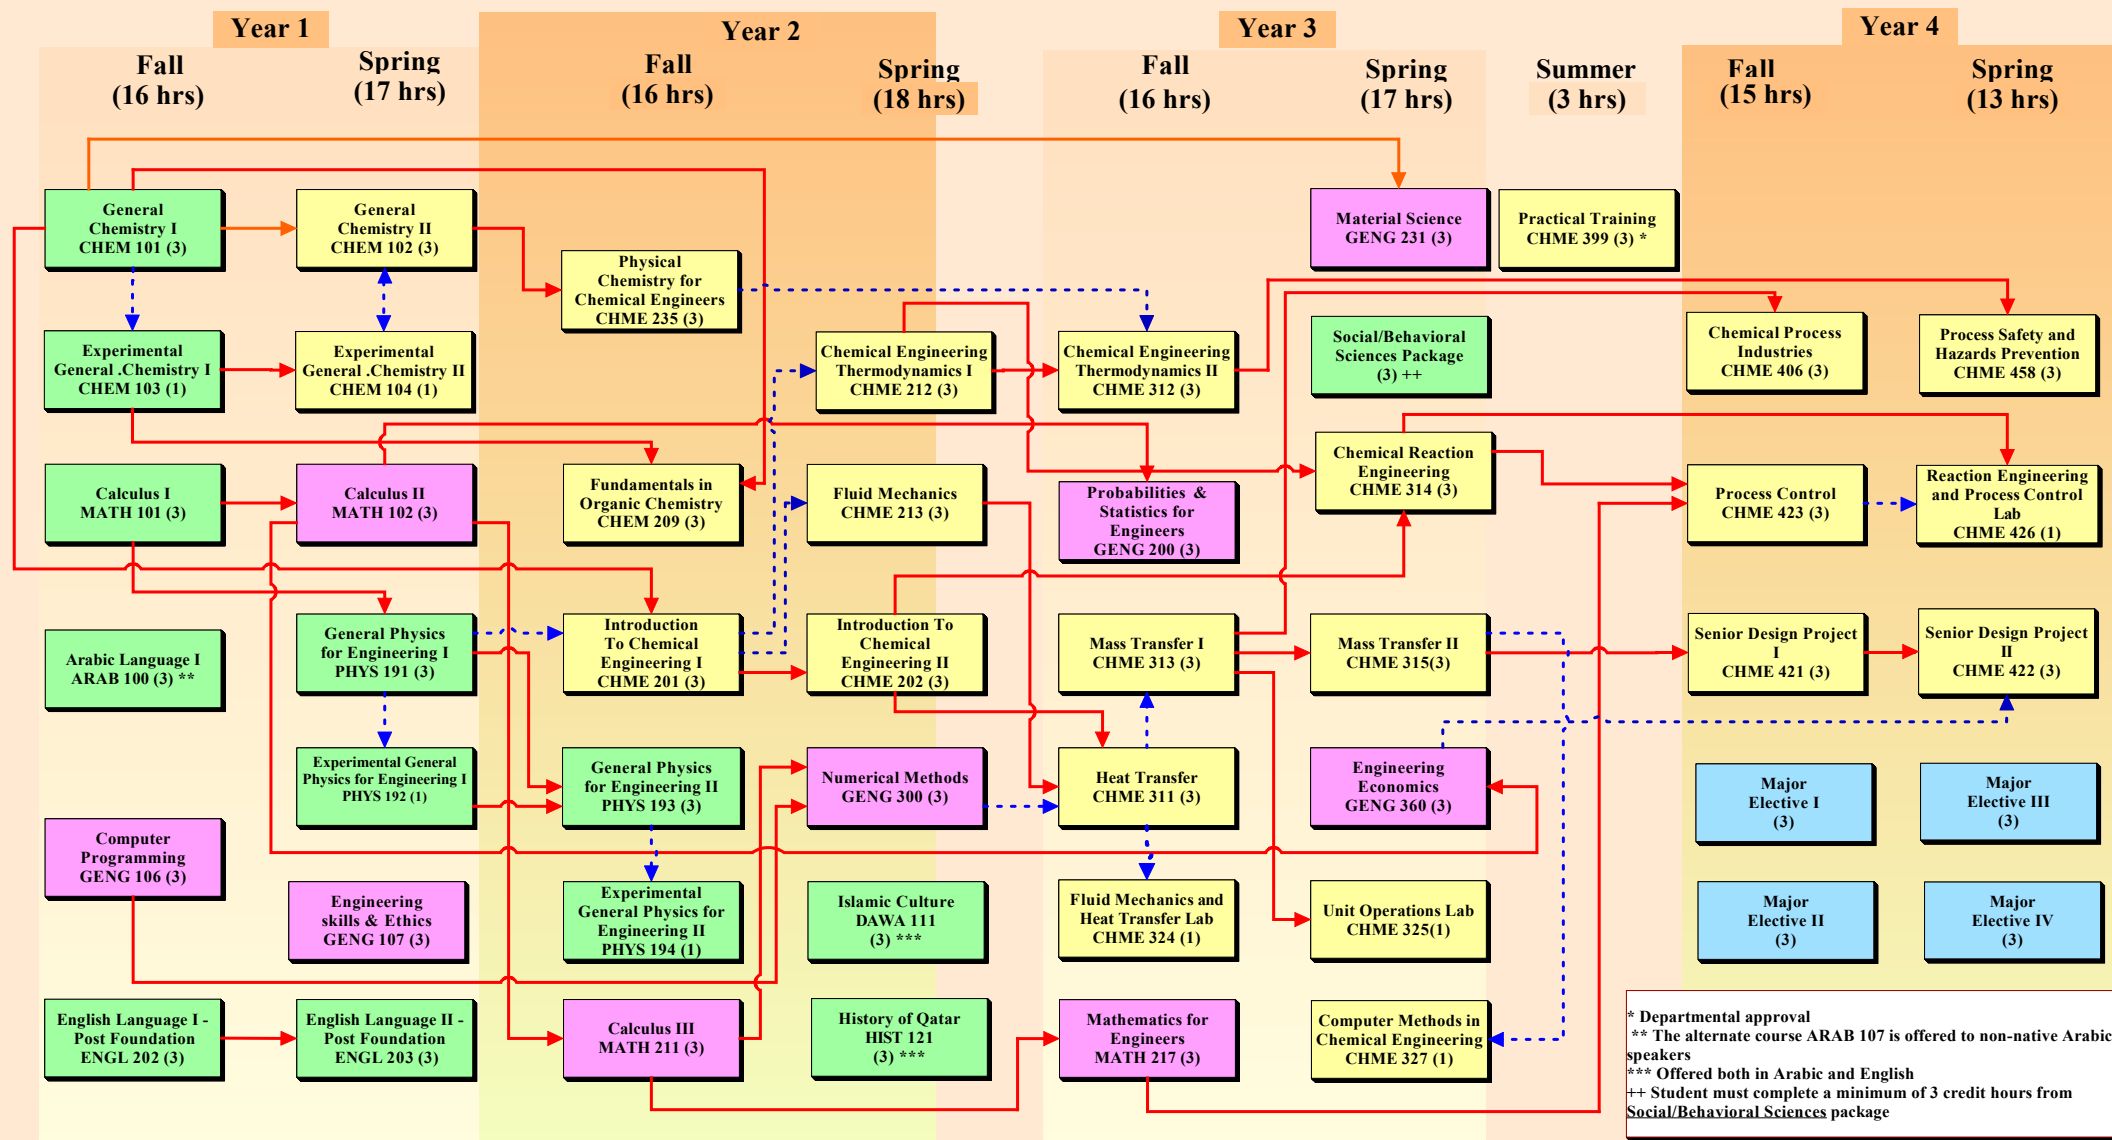 Year 1
Year 2
Year 3
Year 4
Fall
(16 hrs)
Spring
(17 hrs)
Fall
(16 hrs)
Spring
(18 hrs)
Fall
(16 hrs)
Spring
(17 hrs)
Summer
(3 hrs)
Fall
(15 hrs)
Spring
(13 hrs)
General
Chemistry I
CHEM 101 (3)
Experimental
General .Chemistry I
CHEM 103 (1)
Calculus I
MATH 101 (3)
Arabic Language I
ARAB 100 (3) **
Computer
Programming
GENG 106 (3)
English Language I -
Post Foundation
ENGL 202 (3)
General
Chemistry II
CHEM 102 (3)
Experimental
General .Chemistry II
CHEM 104 (1)
Calculus II
MATH 102 (3)
General Physics
for Engineering I
PHYS 191 (3)
Experimental General
Physics for Engineering I
PHYS 192 (1)
Engineering
skills & Ethics
GENG 107 (3)
English Language II -
Post Foundation
ENGL 203 (3)
Physical
Chemistry for
Chemical Engineers
CHME 235 (3)
Fundamentals in
Organic Chemistry
CHEM 209 (3)
Introduction
To Chemical
Engineering I
CHME 201 (3)
General Physics
for Engineering II
PHYS 193 (3)
Experimental
General Physics for
Engineering II
PHYS 194 (1)
Calculus III
MATH 211 (3)
Chemical Engineering
Thermodynamics I
CHME 212 (3)
Fluid Mechanics
CHME 213 (3)
Introduction To
Chemical
Engineering II
CHME 202 (3)
Numerical Methods
GENG 300 (3)
Islamic Culture
DAWA 111
(3) ***
History of Qatar
HIST 121
(3) ***
Chemical Engineering
Thermodynamics II
CHME 312 (3)
Probabilities &
Statistics for
Engineers
GENG 200 (3)
Mass Transfer I
CHME 313 (3)
Heat Transfer
CHME 311 (3)
Fluid Mechanics and
Heat Transfer Lab
CHME 324 (1)
Mathematics for
Engineers
MATH 217 (3)
Material Science
GENG 231 (3)
Social/Behavioral
Sciences Package
(3) ++
Chemical Reaction
Engineering
CHME 314 (3)
Mass Transfer II
CHME 315(3)
Engineering
Economics
GENG 360 (3)
Unit Operations Lab
CHME 325(1)
Computer Methods in
Chemical Engineering
CHME 327 (1)
Practical Training
CHME 399 (3) *
Chemical Process
Industries
CHME 406 (3)
Process Control
CHME 423 (3)
Senior Design Project
I
CHME 421 (3)
Major
Elective I
(3)
Major
Elective II
(3)
Process Safety and
Hazards Prevention
CHME 458 (3)
Reaction Engineering
and Process Control
Lab
CHME 426 (1)
Senior Design Project
II
CHME 422 (3)
Major
Elective III
(3)
Major
Elective IV
(3)
* Departmental approval
** The alternate course ARAB 107 is offered to non-native Arabic
speakers
*** Offered both in Arabic and English
++ Student must complete a minimum of 3 credit hours from
Social/Behavioral Sciences package